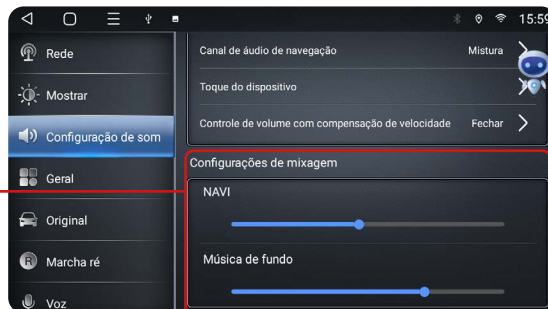 15:59
Rede
Mostrar
Configuração de som
Geral
Original
R Marcha ré
Voz
Canal de áudio de navegação Mistura
Toque do dispositivo
Controle de volume com compensação de velocidade Fechar
Configurações de mixagem
NAVI
Música de fundo